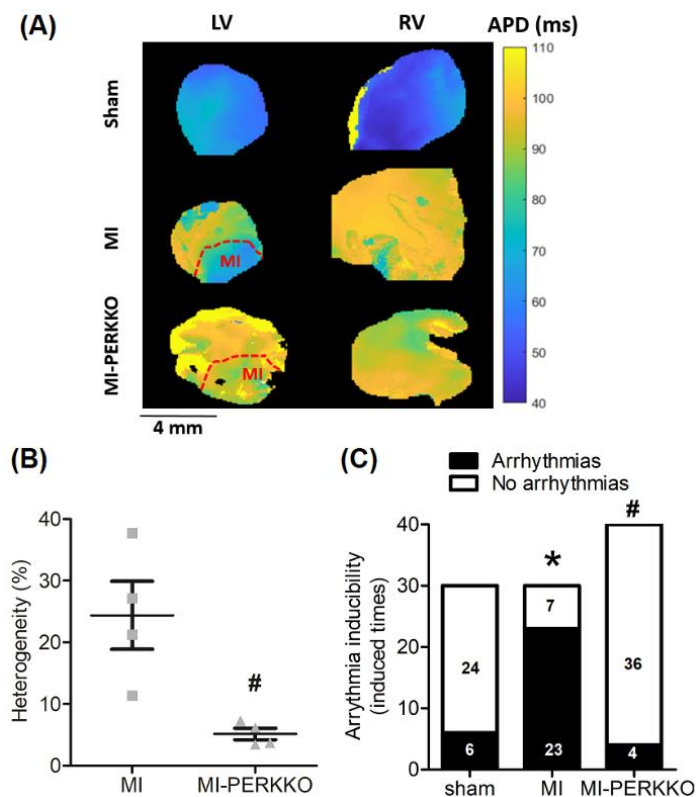 (A)
LV RV APD (ms)
Sham
MI
MI-PERKKO
MI
MI
110
100
90
80
70
60
50
40
4 mm
(B)
Heterogeneity (%)
40
30
20
10
0
#
MI MI-PERKKO
(C)
Arrhythmias
No arrhythmias
Arrythmia inducibility
(induced times)
40
30
20
10
0
* #
24 7 36
6 23 4
sham MI MI-PERKKO